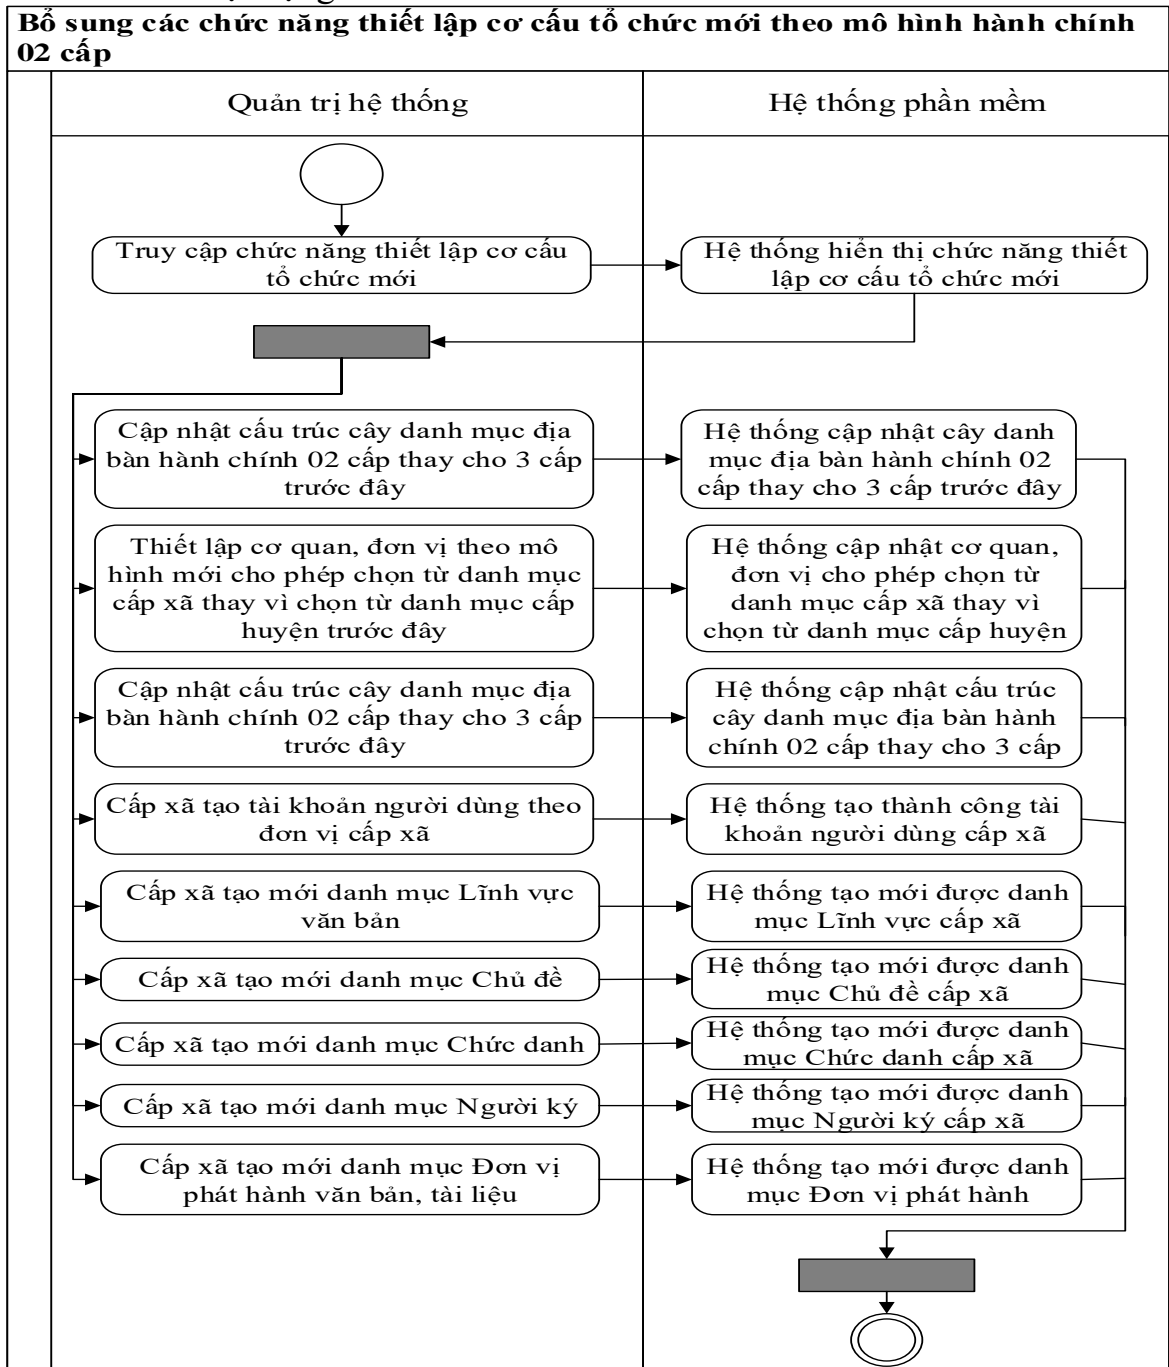 Bổ sung các chức năng thiết lập cơ cấu tổ chức mới theo mô hình hành chính
02 cấp
Quản trị hệ thống
Hệ thống phần mềm
Truy cập chức năng thiết lập cơ cấu
tổ chức mới
Hệ thống hiển thị chức năng thiết
lập cơ cấu tổ chức mới
Cập nhật cấu trúc cây danh mục địa
bàn hành chính 02 cấp thay cho 3 cấp
trước đây
Hệ thống cập nhật cây danh
mục địa bàn hành chính 02
cấp thay cho 3 cấp trước đây
Thiết lập cơ quan, đơn vị theo mô
hình mới cho phép chọn từ danh mục
cấp xã thay vì chọn từ danh mục cấp
huyện trước đây
Hệ thống cập nhật cơ quan,
đơn vị cho phép chọn từ
danh mục cấp xã thay vì
chọn từ danh mục cấp huyện
Cập nhật cấu trúc cây danh mục địa
bàn hành chính 02 cấp thay cho 3 cấp
trước đây
Hệ thống cập nhật cấu trúc
cây danh mục địa bàn hành
chính 02 cấp thay cho 3 cấp
Cấp xã tạo tài khoản người dùng theo
đơn vị cấp xã
Hệ thống tạo thành công tài
khoản người dùng cấp xã
Cấp xã tạo mới danh mục Lĩnh vực
văn bản
Hệ thống tạo mới được danh
mục Lĩnh vực cấp xã
Cấp xã tạo mới danh mục Chủ đề
Hệ thống tạo mới được danh
mục Chủ đề cấp xã
Cấp xã tạo mới danh mục Chức danh
Hệ thống tạo mới được danh
mục Chức danh cấp xã
Cấp xã tạo mới danh mục Người ký
Hệ thống tạo mới được danh
mục Người ký cấp xã
Cấp xã tạo mới danh mục Đơn vị
phát hành văn bản, tài liệu
Hệ thống tạo mới được danh
mục Đơn vị phát hành